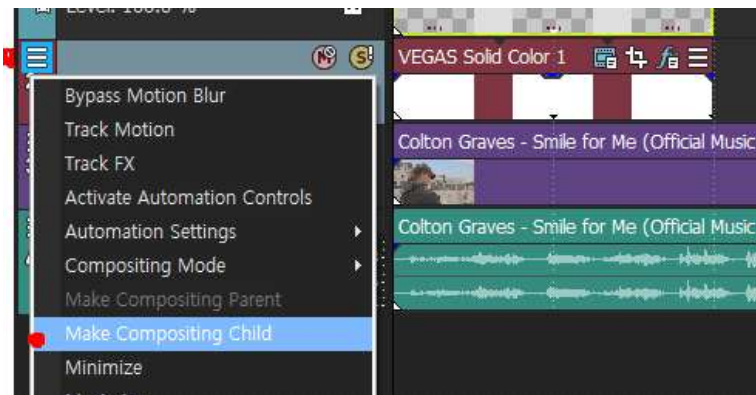 Level: 100.0 %
VEGAS Solid Color 1
Bypass Motion Blur
Track Motion
Track FX
Activate Automation Controls
Automation Settings
Compositing Mode
Make Compositing Parent
Make Compositing Child
Minimize
Colton Graves - Smile for Me (Official Music
Colton Graves - Smile for Me (Official Music